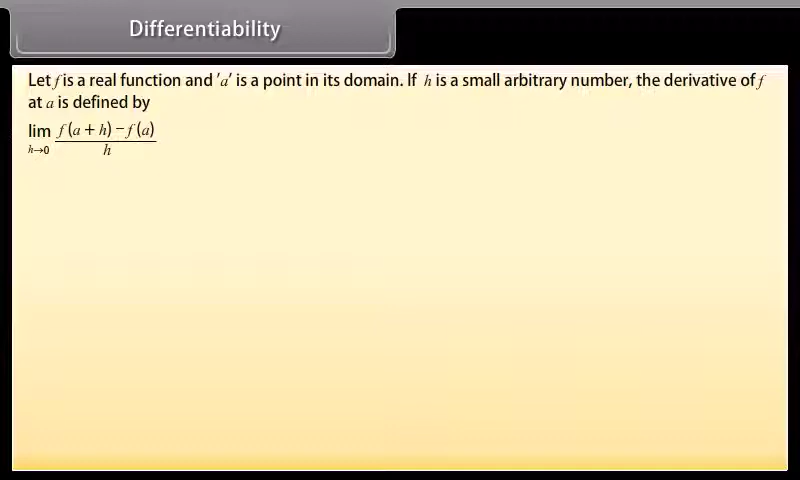 Differentiability
Let f is a real function and 'a' is a point in its domain. If h is a small arbitrary number, the derivative of f
at a is defined by
lim h→0 f(a + h) − f(a) / h